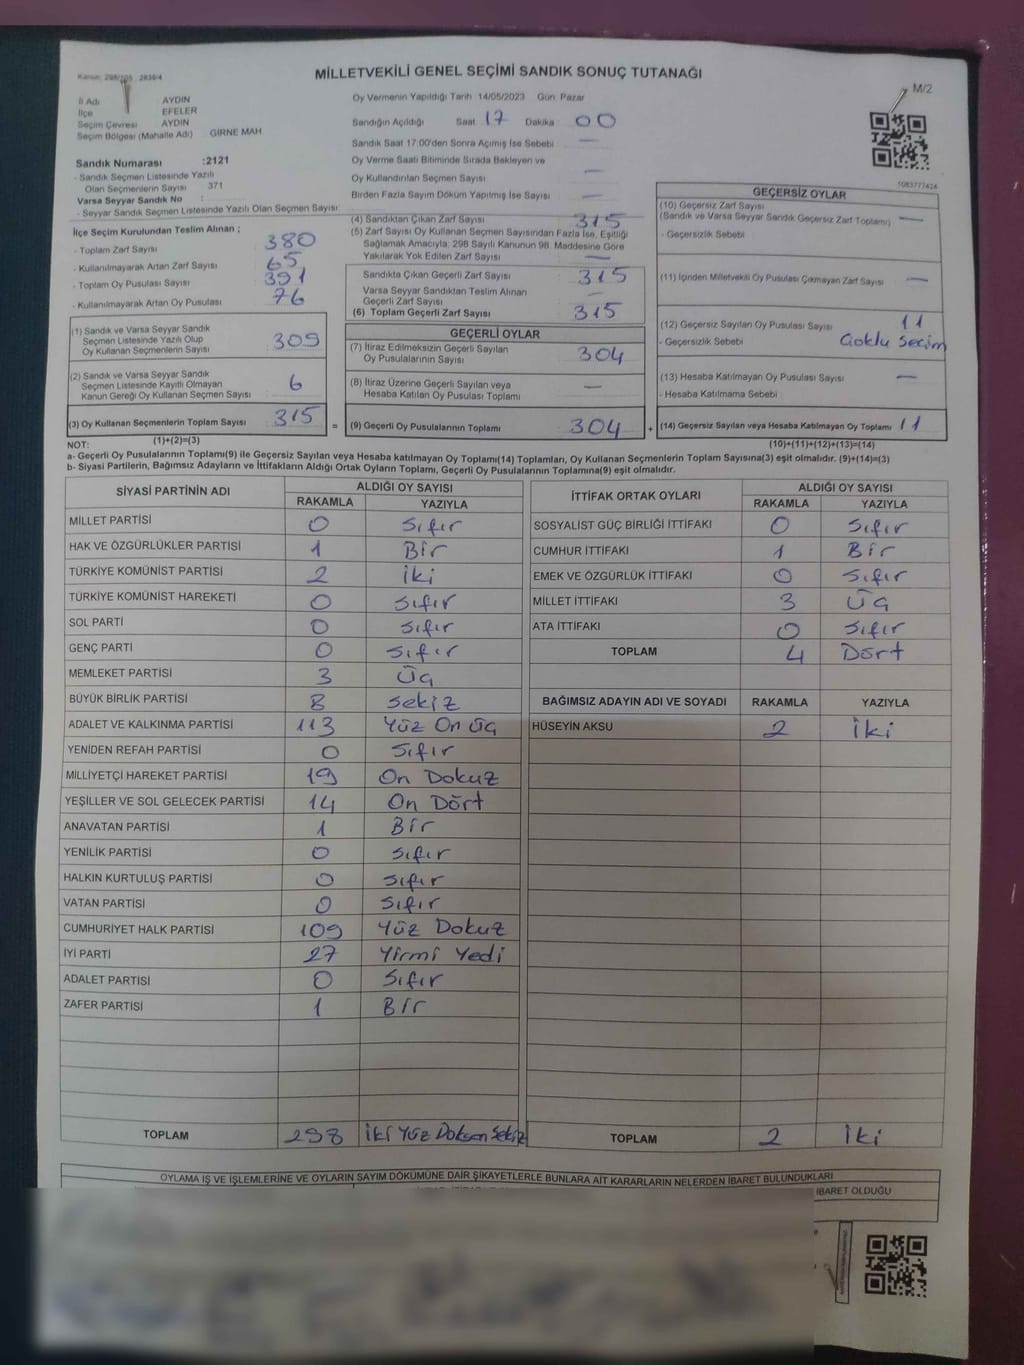 Kanun: 298/105 2839/4
MİLLETVEKİLİ GENEL SEÇİMİ SANDIK SONUÇ TUTANAĞI
M/2
İl Adı AYDIN
İlçe EFELER
Seçim Çevresi AYDIN
Seçim Bölgesi (Mahalle Adı) GİRNE MAH
Sandık Numarası :2121
- Sandık Seçmen Listesinde Yazılı
Olan Seçmenlerin Sayısı 371
Varsa Seyyar Sandık No :
- Seyyar Sandık Seçmen Listesinde Yazılı Olan Seçmen Sayısı:
İlçe Seçim Kurulundan Teslim Alınan ;
- Toplam Zarf Sayısı 380
- Kullanılmayarak Artan Zarf Sayısı 65
- Toplam Oy Pusulası Sayısı 391
- Kullanılmayarak Artan Oy Pusulası 76
(1) Sandık ve Varsa Seyyar Sandık
Seçmen Listesinde Yazılı Olup
Oy Kullanan Seçmenlerin Sayısı 309
(2) Sandık ve Varsa Seyyar Sandık
Seçmen Listesinde Kayıtlı Olmayan
Kanun Gereği Oy Kullanan Seçmen Sayısı 6
(3) Oy Kullanan Seçmenlerin Toplam Sayısı 315 =
(1)+(2)=(3)
Oy Vermenin Yapıldığı Tarih 14/05/2023 Gün: Pazar
Sandığın Açıldığı Saat 17 Dakika 00
Sandık Saat 17:00'den Sonra Açımış İse Sebebi —
Oy Verme Saati Bitiminde Sırada Bekleyen ve
Oy Kullandırılan Seçmen Sayısı —
Birden Fazla Sayım Döküm Yapılmış İse Sayısı —
(4) Sandıktan Çıkan Zarf Sayısı 315
(5) Zarf Sayısı Oy Kullanan Seçmen Sayısından Fazla İse, Eşitliği
Sağlamak Amacıyla; 298 Sayılı Kanunun 98. Maddesine Göre
Yakılarak Yok Edilen Zarf Sayısı —
Sandıkta Çıkan Geçerli Zarf Sayısı 315
Varsa Seyyar Sandıktan Teslim Alınan
Geçerli Zarf Sayısı —
(6) Toplam Geçerli Zarf Sayısı 315
GEÇERLİ OYLAR
(7) İtiraz Edilmeksizin Geçerli Sayılan
Oy Pusulalarının Sayısı 304
(8) İtiraz Üzerine Geçerli Sayılan veya
Hesaba Katılan Oy Pusulası Toplamı —
(9) Geçerli Oy Pusulalarının Toplamı 304 +
1083777424
GEÇERSİZ OYLAR
(10) Geçersiz Zarf Sayısı
(Sandık ve Varsa Seyyar Sandık Geçersiz Zarf Toplamı) —
- Geçersizlik Sebebi
(11) İçinden Milletvekili Oy Pusulası Çıkmayan Zarf Sayısı —
(12) Geçersiz Sayılan Oy Pusulası Sayısı 11
- Geçersizlik Sebebi Çoklu Seçim
(13) Hesaba Katılmayan Oy Pusulası Sayısı —
- Hesaba Katılmama Sebebi
(14) Geçersiz Sayılan veya Hesaba Katılmayan Oy Toplamı 11
(10)+(11)+(12)+(13)=(14)
NOT:
a- Geçerli Oy Pusulalarının Toplamı(9) ile Geçersiz Sayılan veya Hesaba katılmayan Oy Toplamı(14) Toplamları, Oy Kullanan Seçmenlerin Toplam Sayısına(3) eşit olmalıdır. (9)+(14)=(3)
b- Siyasi Partilerin, Bağımsız Adayların ve İttifakların Aldığı Ortak Oyların Toplamı, Geçerli Oy Pusulalarının Toplamına(9) eşit olmalıdır.
SİYASİ PARTİNİN ADI ALDIĞI OY SAYISI
RAKAMLA YAZIYLA
MİLLET PARTİSİ 0 Sıfır
HAK VE ÖZGÜRLÜKLER PARTİSİ 1 Bir
TÜRKİYE KOMÜNİST PARTİSİ 2 İki
TÜRKİYE KOMÜNİST HAREKETİ 0 Sıfır
SOL PARTİ 0 Sıfır
GENÇ PARTİ 0 Sıfır
MEMLEKET PARTİSİ 3 Üç
BÜYÜK BİRLİK PARTİSİ 8 Sekiz
ADALET VE KALKINMA PARTİSİ 113 Yüz On Üç
YENİDEN REFAH PARTİSİ 0 Sıfır
MİLLİYETÇİ HAREKET PARTİSİ 19 On Dokuz
YEŞİLLER VE SOL GELECEK PARTİSİ 14 On Dört
ANAVATAN PARTİSİ 1 Bir
YENİLİK PARTİSİ 0 Sıfır
HALKIN KURTULUŞ PARTİSİ 0 Sıfır
VATAN PARTİSİ 0 Sıfır
CUMHURİYET HALK PARTİSİ 109 Yüz Dokuz
İYİ PARTİ 27 Yirmi Yedi
ADALET PARTİSİ 0 Sıfır
ZAFER PARTİSİ 1 Bir
TOPLAM 298 İki Yüz Doksan Sekiz
İTTİFAK ORTAK OYLARI ALDIĞI OY SAYISI
RAKAMLA YAZIYLA
SOSYALİST GÜÇ BİRLİĞİ İTTİFAKI 0 Sıfır
CUMHUR İTTİFAKI 1 Bir
EMEK VE ÖZGÜRLÜK İTTİFAKI 0 Sıfır
MİLLET İTTİFAKI 3 Üç
ATA İTTİFAKI 0 Sıfır
TOPLAM 4 Dört
BAĞIMSIZ ADAYIN ADI VE SOYADI RAKAMLA YAZIYLA
HÜSEYİN AKSU 2 İki
TOPLAM 2 İki
OYLAMA İŞ VE İŞLEMLERİNE VE OYLARIN SAYIM DÖKÜMÜNE DAİR ŞİKAYETLERLE BUNLARA AİT KARARLARIN NELERDEN İBARET BULUNDUKLARI
İBARET OLDUĞU